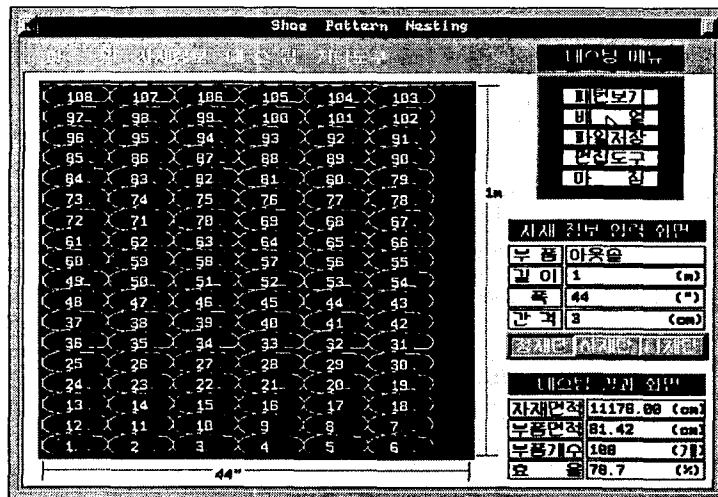 Shoe Pattern Nesting
네스팅 메뉴
108 107 106 105 104 103
97 98 99 100 101 102
96 95 94 93 92 91
85 86 87 88 89 90
84 83 82 81 80 79
73 74 75 76 77 78
72 71 70 69 68 67
61 62 63 64 65 66
60 59 58 57 56 55
49 50 51 52 53 54
48 47 46 45 44 43
37 38 39 40 41 42
36 35 34 33 32 31
25 26 27 28 29 30
24 23 22 21 20 19
13 14 15 16 17 18
12 11 10 9 8 7
1 2 3 4 5 6
1m
44"
패턴보기
배 열
파일저장
편집도구
마 침
자재 정보 입력 화면
부 품 아웃솔
길 이 1 (m)
폭 44 (")
간 격 3 (cm)
네스팅 결과 화면
자재면적 11178.00 (cm)
부품면적 81.42 (cm)
부품개수 108 (개)
효 율 78.7 (%)